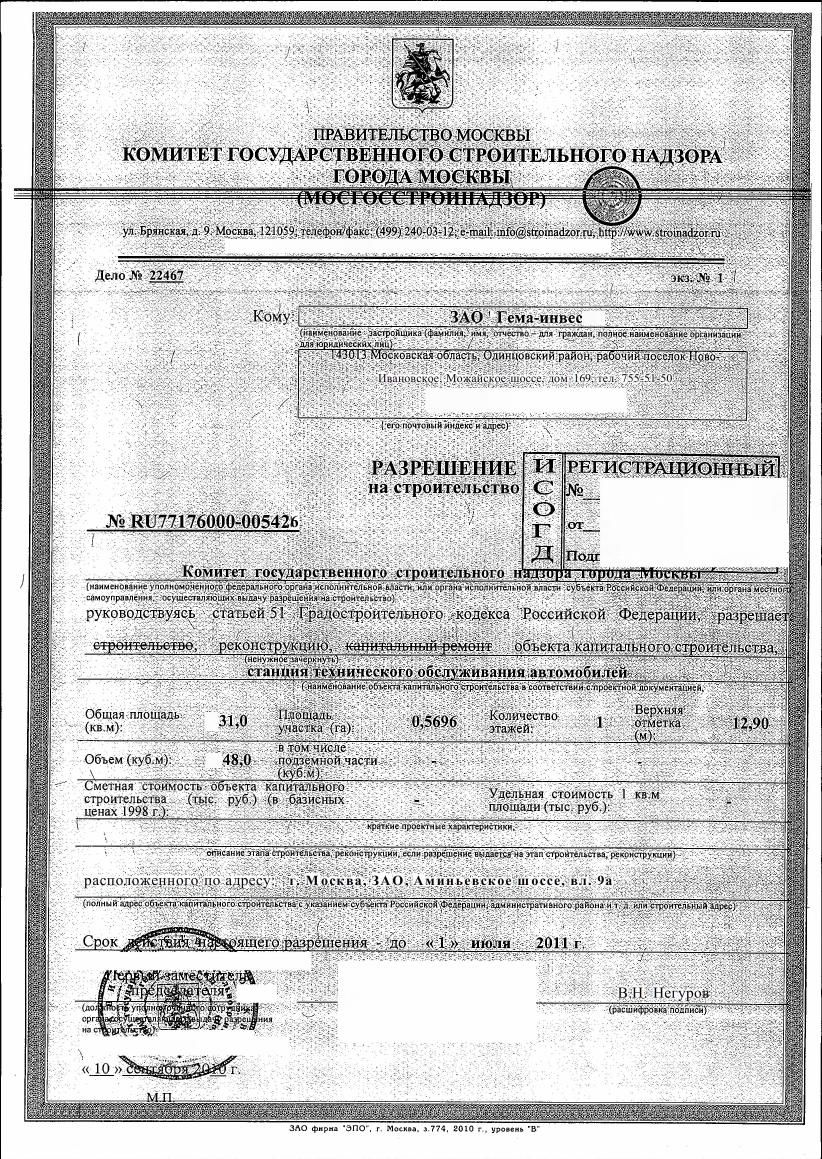 ПРАВИТЕЛЬСТВО МОСКВЫ
КОМИТЕТ ГОСУДАРСТВЕННОГО СТРОИТЕЛЬНОГО НАДЗОРА
ГОРОДА МОСКВЫ
(МОСГОССТРОЙНАДЗОР)
ул. Брянская, д. 9. Москва, 121059; телефон/факс: (499) 240-03-12; e-mail: info@stroinadzor.ru, http://www.stroinadzor.ru
Дело № 22467 экз. № 1
Кому: ЗАО Гема-инвес
(наименование застройщика (фамилия, имя, отчество - для граждан, полное наименование организации
для юридических лиц)
143013 Московская область, Одинцовский район, рабочий поселок Ново-
Ивановское, Можайское шоссе, дом 169, тел. 755-51-50
(его почтовый индекс и адрес)
РАЗРЕШЕНИЕ
на строительство
ИСОГД
РЕГИСТРАЦИОННЫЙ
№
от
№ RU77176000-005426
Комитет государственного строительного надзора города Москвы
(наименование уполномоченного федерального органа исполнительной власти, или органа исполнительной власти субъекта Российской Федерации, или органа местного
самоуправления, осуществляющих выдачу разрешения на строительство)
руководствуясь статьей 51 Градостроительного кодекса Российской Федерации, разрешает
строительство, реконструкцию, капитальный ремонт объекта капитального строительства,
(ненужное зачеркнуть)
станция технического обслуживания автомобилей
(наименование объекта капитального строительства в соответствии с проектной документацией,
Общая площадь (кв.м): 31,0 Площадь участка (га): 0,5696 Количество этажей: 1 Верхняя отметка (м): 12,90
Объем (куб.м): 48,0 в том числе подземной части (куб.м): - -
Сметная стоимость объекта капитального строительства (тыс. руб.) (в базисных ценах 1998 г.): - Удельная стоимость 1 кв.м площади (тыс. руб.): -
краткие проектные характеристики,
описание этапа строительства, реконструкции, если разрешение выдается на этап строительства, реконструкции)
расположенного по адресу: г. Москва, ЗАО, Аминьевское шоссе, вл. 9а
(полный адрес объекта капитального строительства с указанием субъекта Российской Федерации, административного района и т. д. или строительный адрес)
Срок действия настоящего разрешения - до « 1 » июля 2011 г.
Первый заместитель
председателя
В.Н. Негуров
(должность уполномоченного сотрудника
органа осуществляющего выдачу разрешения
на строительство)
(расшифровка подписи)
« 10 » сентября 2010 г.
М.П.
ЗАО фирма "ЭПО", г. Москва, з.774, 2010 г., уровень "В"